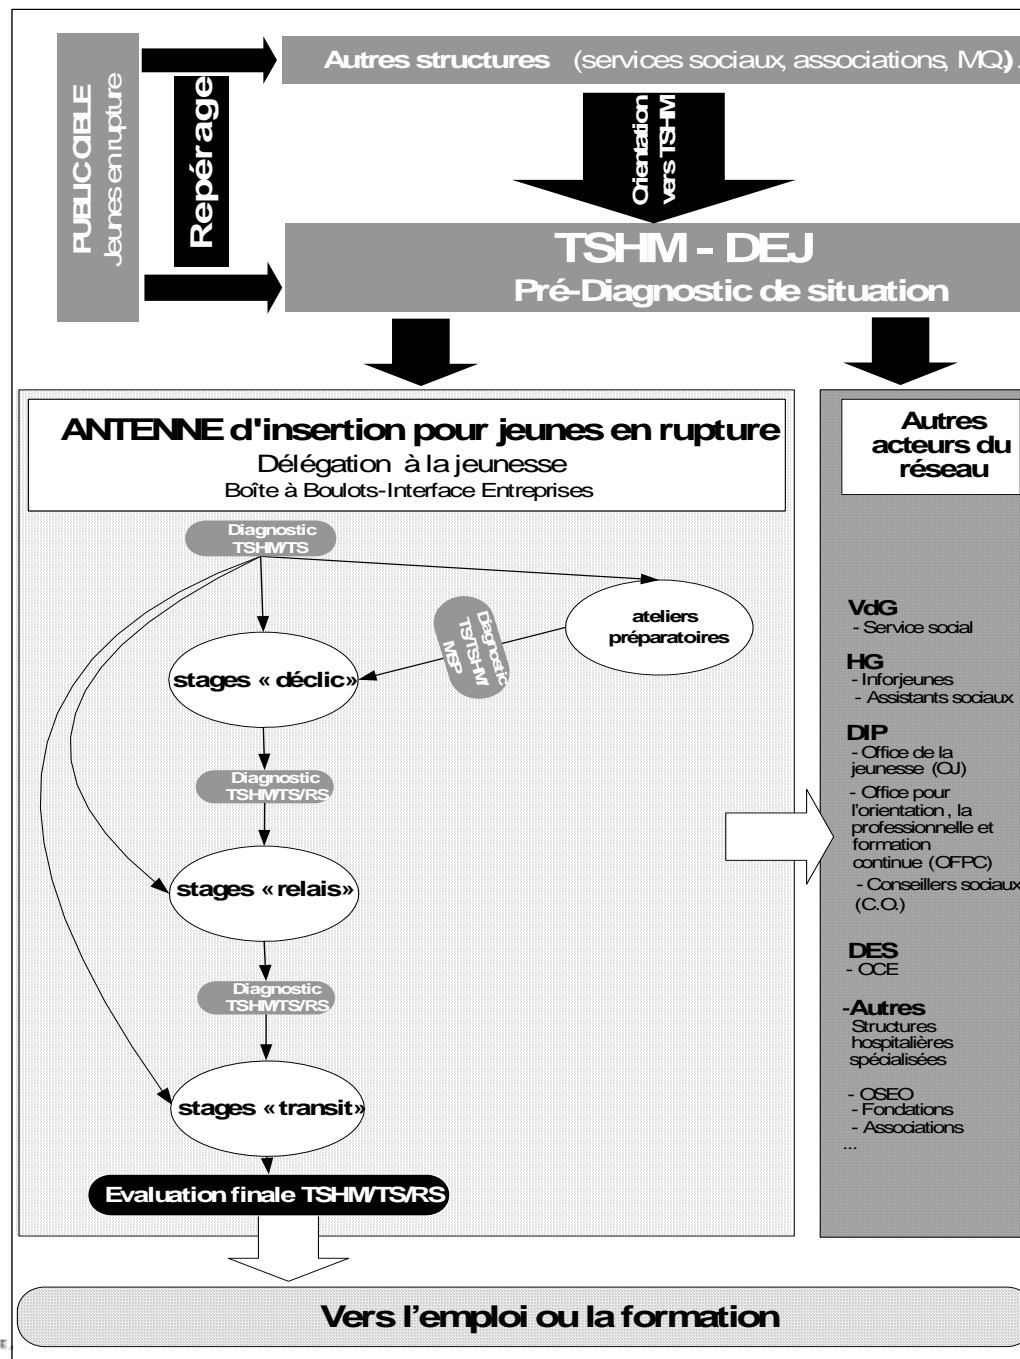 PUBLIC CIBLE
Jeunes en rupture
Repérage
Autres structures (services sociaux, associations, MQ) .
Orientation
vers TSHM
TSHM - DEJ
Pré-Diagnostic de situation
ANTENNE d'insertion pour jeunes en rupture
Délégation à la jeunesse
Boîte à Boulots-Interface Entreprises
Diagnostic
TSHM/TS
ateliers
préparatoires
Diagnostic
TS/TSHM/
MSP
stages « déclic»
Diagnostic
TSHM/TS/RS
stages « relais»
Diagnostic
TSHM/TS/RS
stages « transit»
Evaluation finale TSHM/TS/RS
Autres
acteurs du
réseau
VdG
- Service social
HG
- Inforjeunes
- Assistants sociaux
DIP
- Office de la
jeunesse (OJ)
- Office pour
l'orientation , la
professionnelle et
formation
continue (OFPC)
- Conseillers sociaux
(C.O.)
DES
- OCE
-Autres
Structures
hospitalières
spécialisées
- OSEO
- Fondations
- Associations
...
Vers l'emploi ou la formation